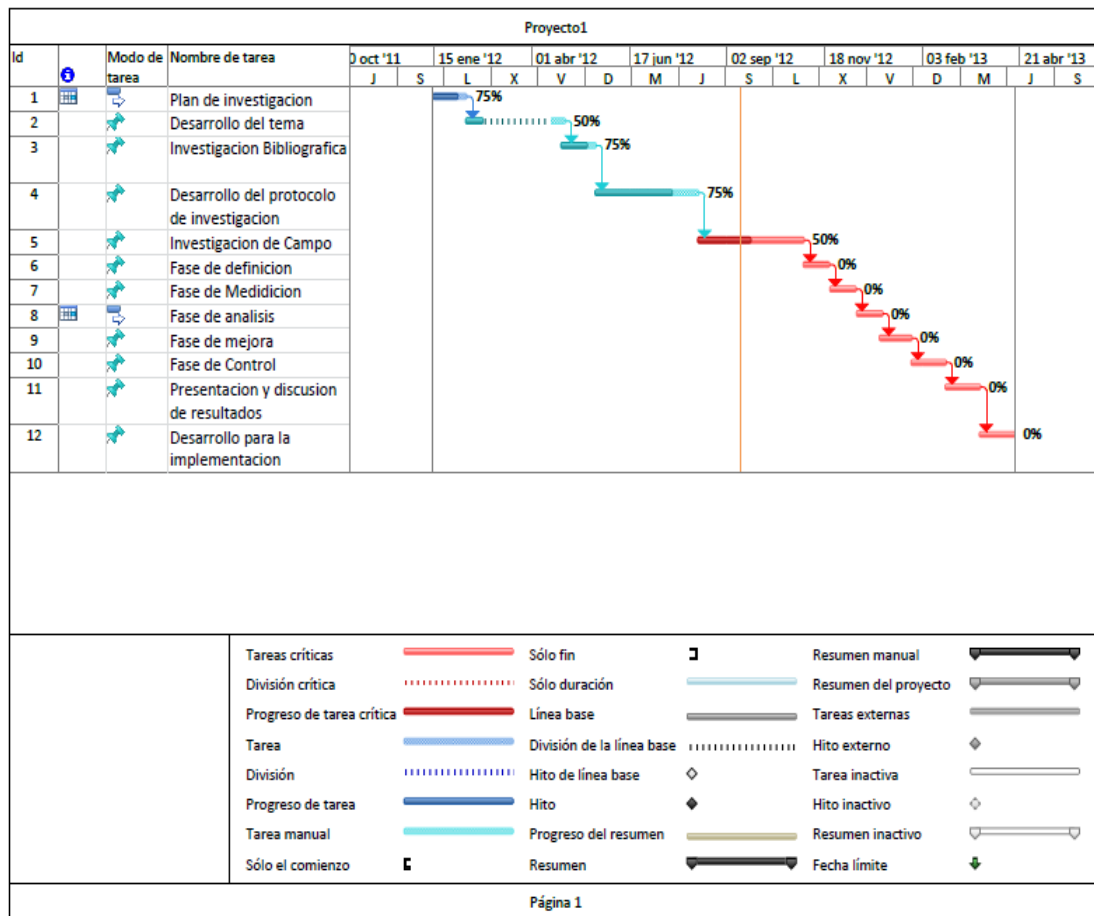 Proyecto1
Id Modo de tarea Nombre de tarea 0 oct '11 15 ene '12 01 abr '12 17 jun '12 02 sep '12 18 nov '12 03 feb '13 21 abr '13
J S L X V D M J S L X V D M J S
1 Plan de investigacion 75%
2 Desarrollo del tema 50%
3 Investigacion Bibliografica 75%
4 Desarrollo del protocolo
de investigacion 75%
5 Investigacion de Campo 50%
6 Fase de definicion 0%
7 Fase de Medidicion 0%
8 Fase de analisis 0%
9 Fase de mejora 0%
10 Fase de Control 0%
11 Presentacion y discusion
de resultados 0%
12 Desarrollo para la
implementacion 0%
Tareas críticas Sólo fin Resumen manual
División crítica Sólo duración Resumen del proyecto
Progreso de tarea crítica Línea base Tareas externas
Tarea División de la línea base Hito externo
División Hito de línea base Tarea inactiva
Progreso de tarea Hito Hito inactivo
Tarea manual Progreso del resumen Resumen inactivo
Sólo el comienzo Resumen Fecha límite
Página 1